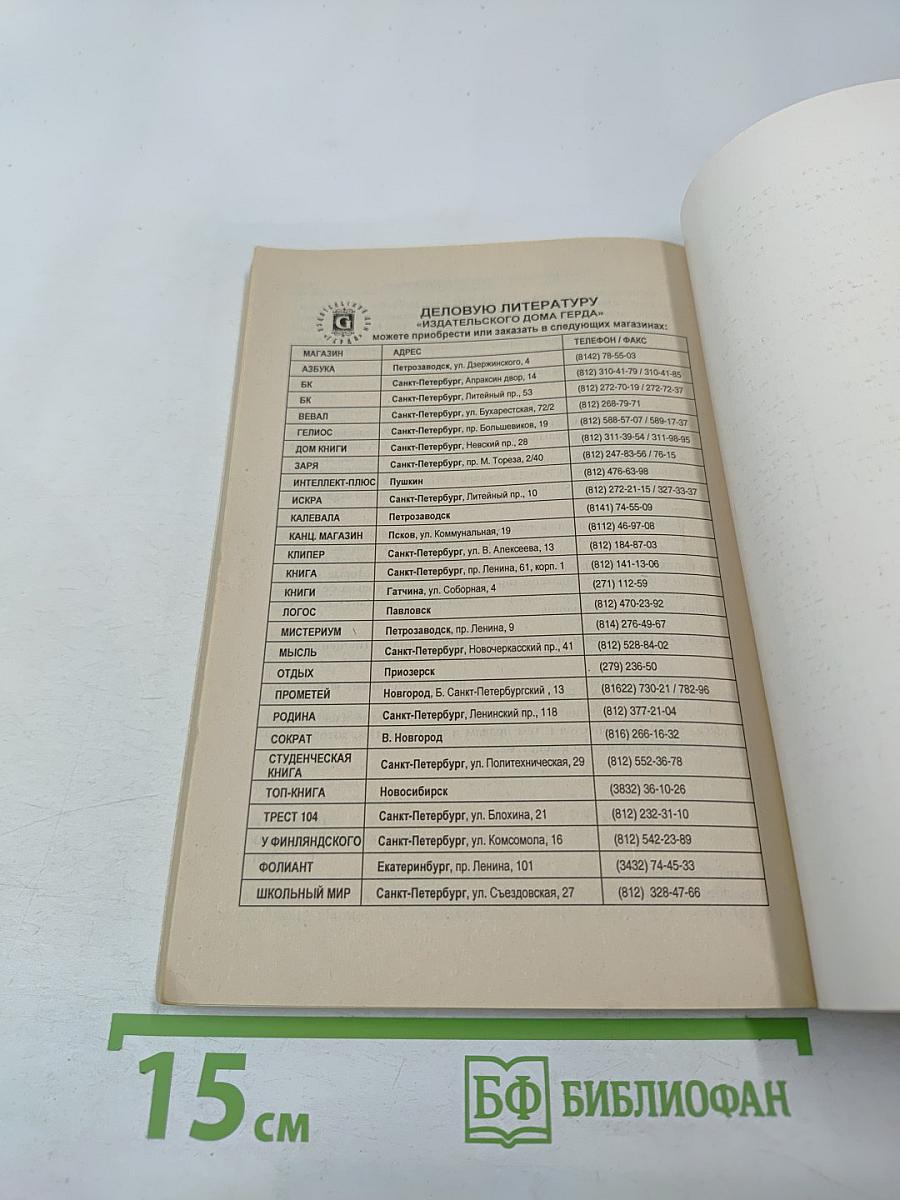 ИЗДАТЕЛЬСКИЙ ДОМ
G
"ГЕРДА"
ДЕЛОВУЮ ЛИТЕРАТУРУ
«ИЗДАТЕЛЬСКОГО ДОМА ГЕРДА»
можете приобрести или заказать в следующих магазинах:
МАГАЗИН АДРЕС ТЕЛЕФОН / ФАКС
АЗБУКА Петрозаводск, ул. Дзержинского, 4 (8142) 78-55-03
БК Санкт-Петербург, Апраксин двор, 14 (812) 310-41-79 / 310-41-85
БК Санкт-Петербург, Литейный пр., 53 (812) 272-70-19 / 272-72-37
ВЕВАЛ Санкт-Петербург, ул. Бухарестская, 72/2 (812) 268-79-71
ГЕЛИОС Санкт-Петербург, пр. Большевиков, 19 (812) 588-57-07 / 589-17-37
ДОМ КНИГИ Санкт-Петербург, Невский пр., 28 (812) 311-39-54 / 311-98-95
ЗАРЯ Санкт-Петербург, пр. М. Тореза, 2/40 (812) 247-83-56 / 76-15
ИНТЕЛЛЕКТ-ПЛЮС Пушкин (812) 476-63-98
ИСКРА Санкт-Петербург, Литейный пр., 10 (812) 272-21-15 / 327-33-37
КАЛЕВАЛА Петрозаводск (8141) 74-55-09
КАНЦ. МАГАЗИН Псков, ул. Коммунальная, 19 (8112) 46-97-08
КЛИПЕР Санкт-Петербург, ул. В. Алексеева, 13 (812) 184-87-03
КНИГА Санкт-Петербург, пр. Ленина, 61, корп. 1 (812) 141-13-06
КНИГИ Гатчина, ул. Соборная, 4 (271) 112-59
ЛОГОС Павловск (812) 470-23-92
МИСТЕРИУМ Петрозаводск, пр. Ленина, 9 (814) 276-49-67
МЫСЛЬ Санкт-Петербург, Новочеркасский пр., 41 (812) 528-84-02
ОТДЫХ Приозерск (279) 236-50
ПРОМЕТЕЙ Новгород, Б. Санкт-Петербургский , 13 (81622) 730-21 / 782-96
РОДИНА Санкт-Петербург, Ленинский пр., 118 (812) 377-21-04
СОКРАТ В. Новгород (816) 266-16-32
СТУДЕНЧЕСКАЯ
КНИГА Санкт-Петербург, ул. Политехническая, 29 (812) 552-36-78
ТОП-КНИГА Новосибирск (3832) 36-10-26
ТРЕСТ 104 Санкт-Петербург, ул. Блохина, 21 (812) 232-31-10
У ФИНЛЯНДСКОГО Санкт-Петербург, ул. Комсомола, 16 (812) 542-23-89
ФОЛИАНТ Екатеринбург, пр. Ленина, 101 (3432) 74-45-33
ШКОЛЬНЫЙ МИР Санкт-Петербург, ул. Съездовская, 27 (812) 328-47-66
15 см
БФ БИБЛИОФАН